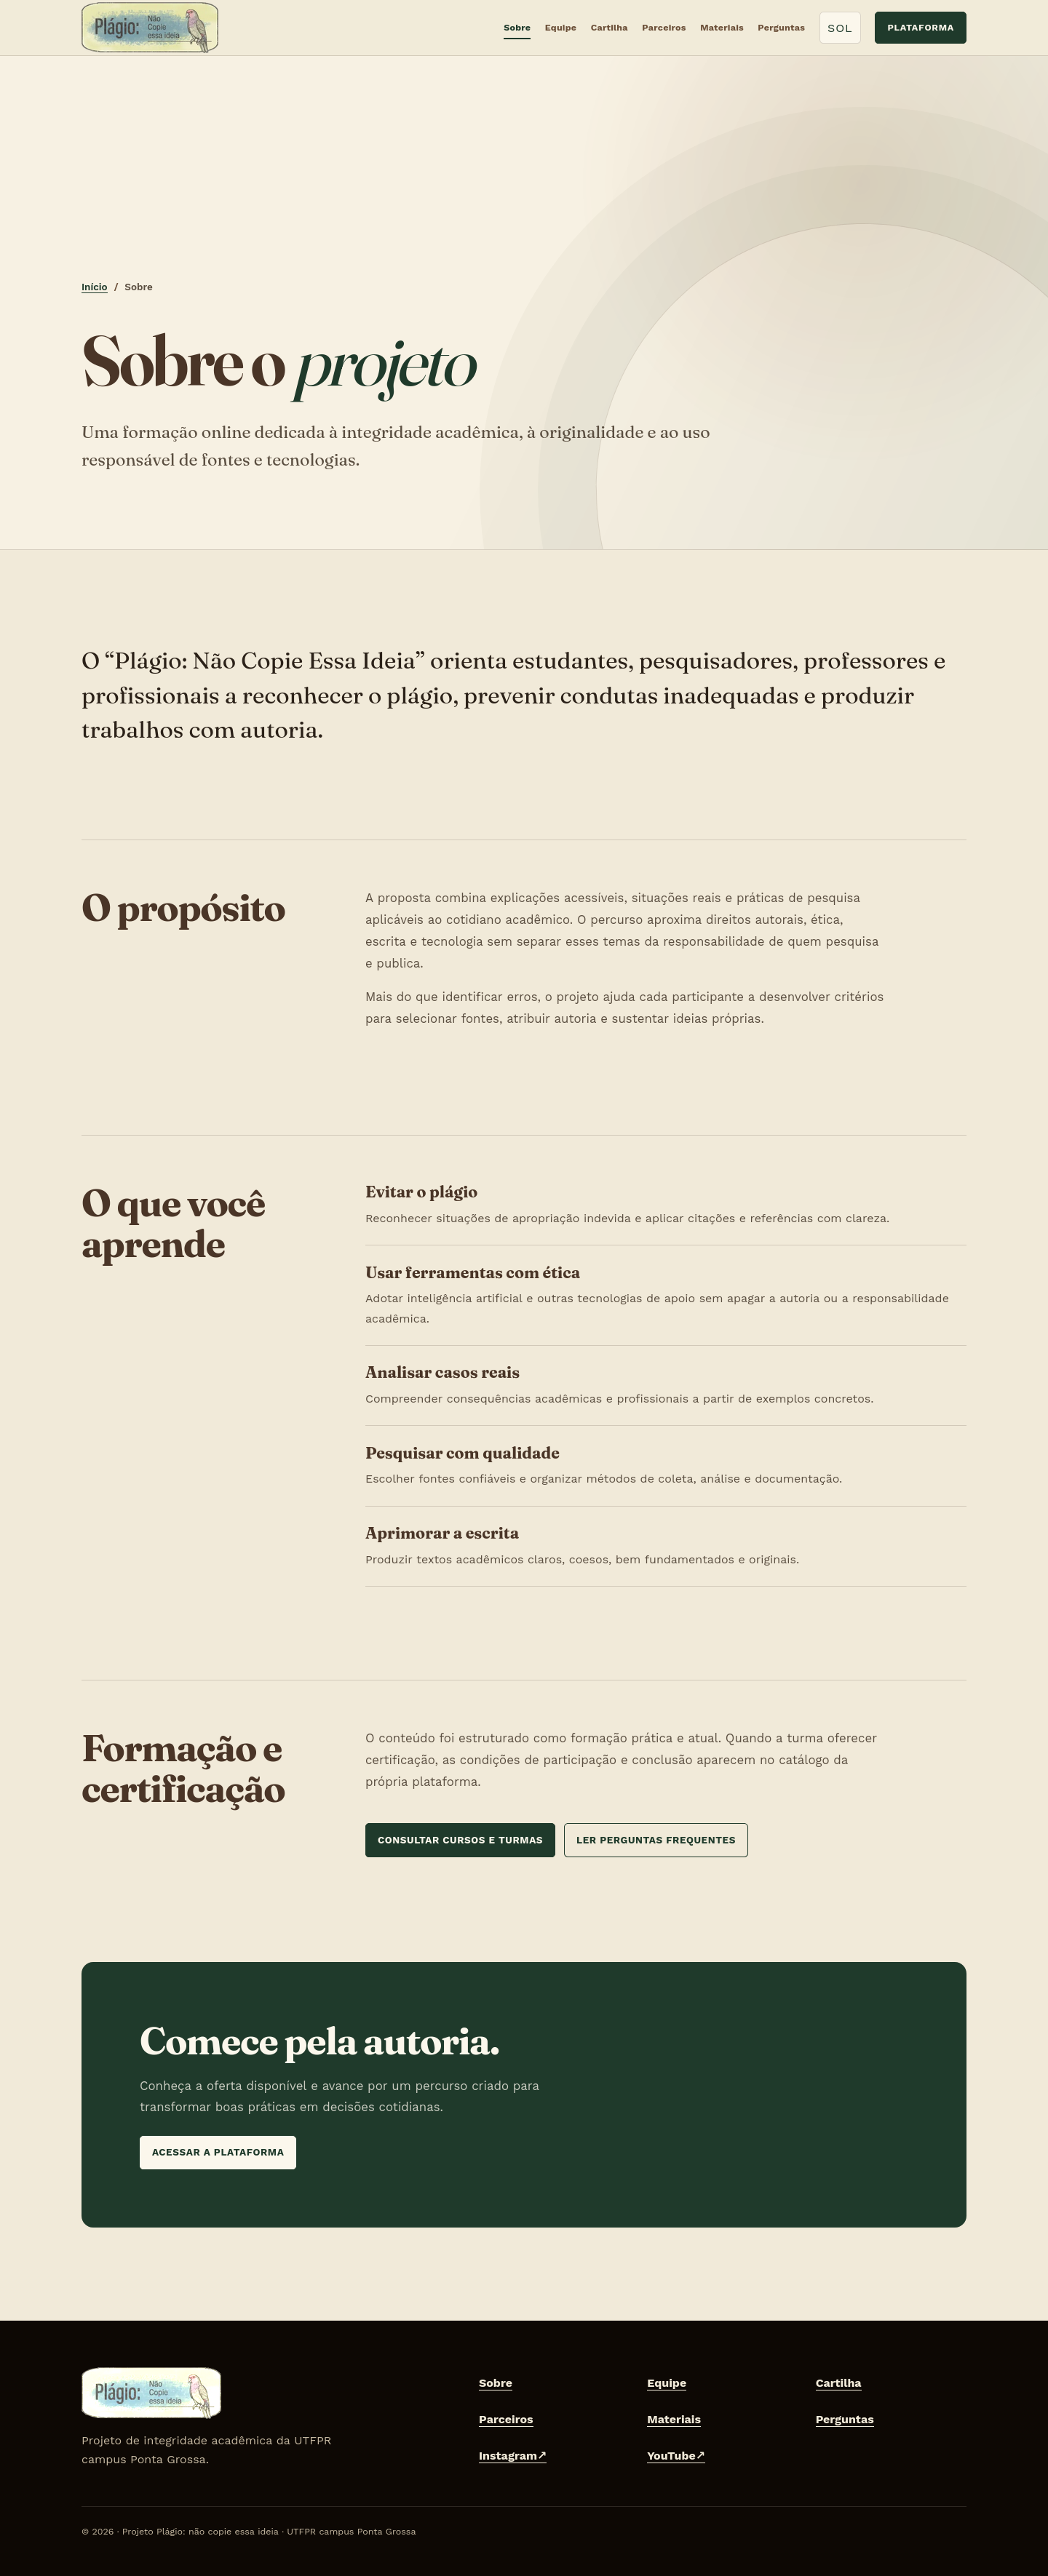 Plágio: Não
Copie
essa ideia
Sobre Equipe Cartilha Parceiros Materiais Perguntas SOL PLATAFORMA
Início / Sobre
Sobre o projeto
Uma formação online dedicada à integridade acadêmica, à originalidade e ao uso
responsável de fontes e tecnologias.
O “Plágio: Não Copie Essa Ideia” orienta estudantes, pesquisadores, professores e
profissionais a reconhecer o plágio, prevenir condutas inadequadas e produzir
trabalhos com autoria.
O propósito
A proposta combina explicações acessíveis, situações reais e práticas de pesquisa
aplicáveis ao cotidiano acadêmico. O percurso aproxima direitos autorais, ética,
escrita e tecnologia sem separar esses temas da responsabilidade de quem pesquisa
e publica.
Mais do que identificar erros, o projeto ajuda cada participante a desenvolver critérios
para selecionar fontes, atribuir autoria e sustentar ideias próprias.
O que você
aprende
Evitar o plágio
Reconhecer situações de apropriação indevida e aplicar citações e referências com clareza.
Usar ferramentas com ética
Adotar inteligência artificial e outras tecnologias de apoio sem apagar a autoria ou a responsabilidade
acadêmica.
Analisar casos reais
Compreender consequências acadêmicas e profissionais a partir de exemplos concretos.
Pesquisar com qualidade
Escolher fontes confiáveis e organizar métodos de coleta, análise e documentação.
Aprimorar a escrita
Produzir textos acadêmicos claros, coesos, bem fundamentados e originais.
Formação e
certificação
O conteúdo foi estruturado como formação prática e atual. Quando a turma oferecer
certificação, as condições de participação e conclusão aparecem no catálogo da
própria plataforma.
CONSULTAR CURSOS E TURMAS LER PERGUNTAS FREQUENTES
Comece pela autoria.
Conheça a oferta disponível e avance por um percurso criado para
transformar boas práticas em decisões cotidianas.
ACESSAR A PLATAFORMA
Plágio: Não
Copie
essa ideia
Projeto de integridade acadêmica da UTFPR
campus Ponta Grossa.
Sobre Equipe Cartilha
Parceiros Materiais Perguntas
Instagram↗ YouTube↗
© 2026 · Projeto Plágio: não copie essa ideia · UTFPR campus Ponta Grossa